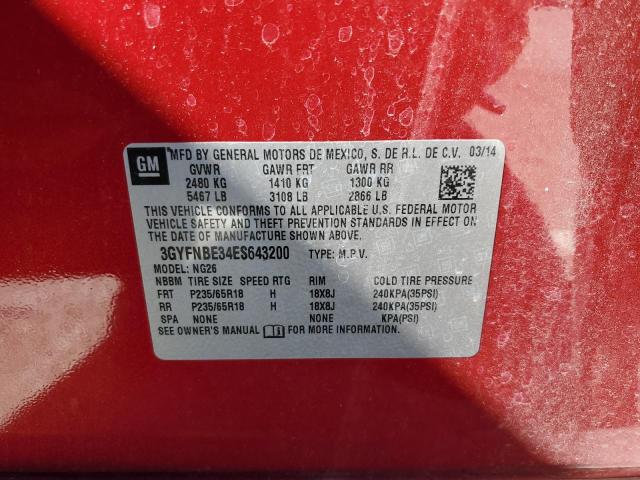 GM
MFD BY GENERAL MOTORS DE MEXICO, S. DE R.L. DE C.V. 03/14
GVWR GAWR FRT GAWR RR
2480 KG 1410 KG 1300 KG
5467 LB 3108 LB 2866 LB
THIS VEHICLE CONFORMS TO ALL APPLICABLE U.S. FEDERAL MOTOR
VEHICLE SAFETY AND THEFT PREVENTION STANDARDS IN EFFECT ON
THE DATE OF MANUFACTURE SHOWN ABOVE.
3GYFNBE34ES643200 TYPE: M.P.V.
MODEL: NG26
NBBM TIRE SIZE SPEED RTG RIM COLD TIRE PRESSURE
FRT P235/65R18 H 18X8J 240KPA(35PSI)
RR P235/65R18 H 18X8J 240KPA(35PSI)
SPA NONE NONE KPA(PSI)
SEE OWNER'S MANUAL FOR MORE INFORMATION